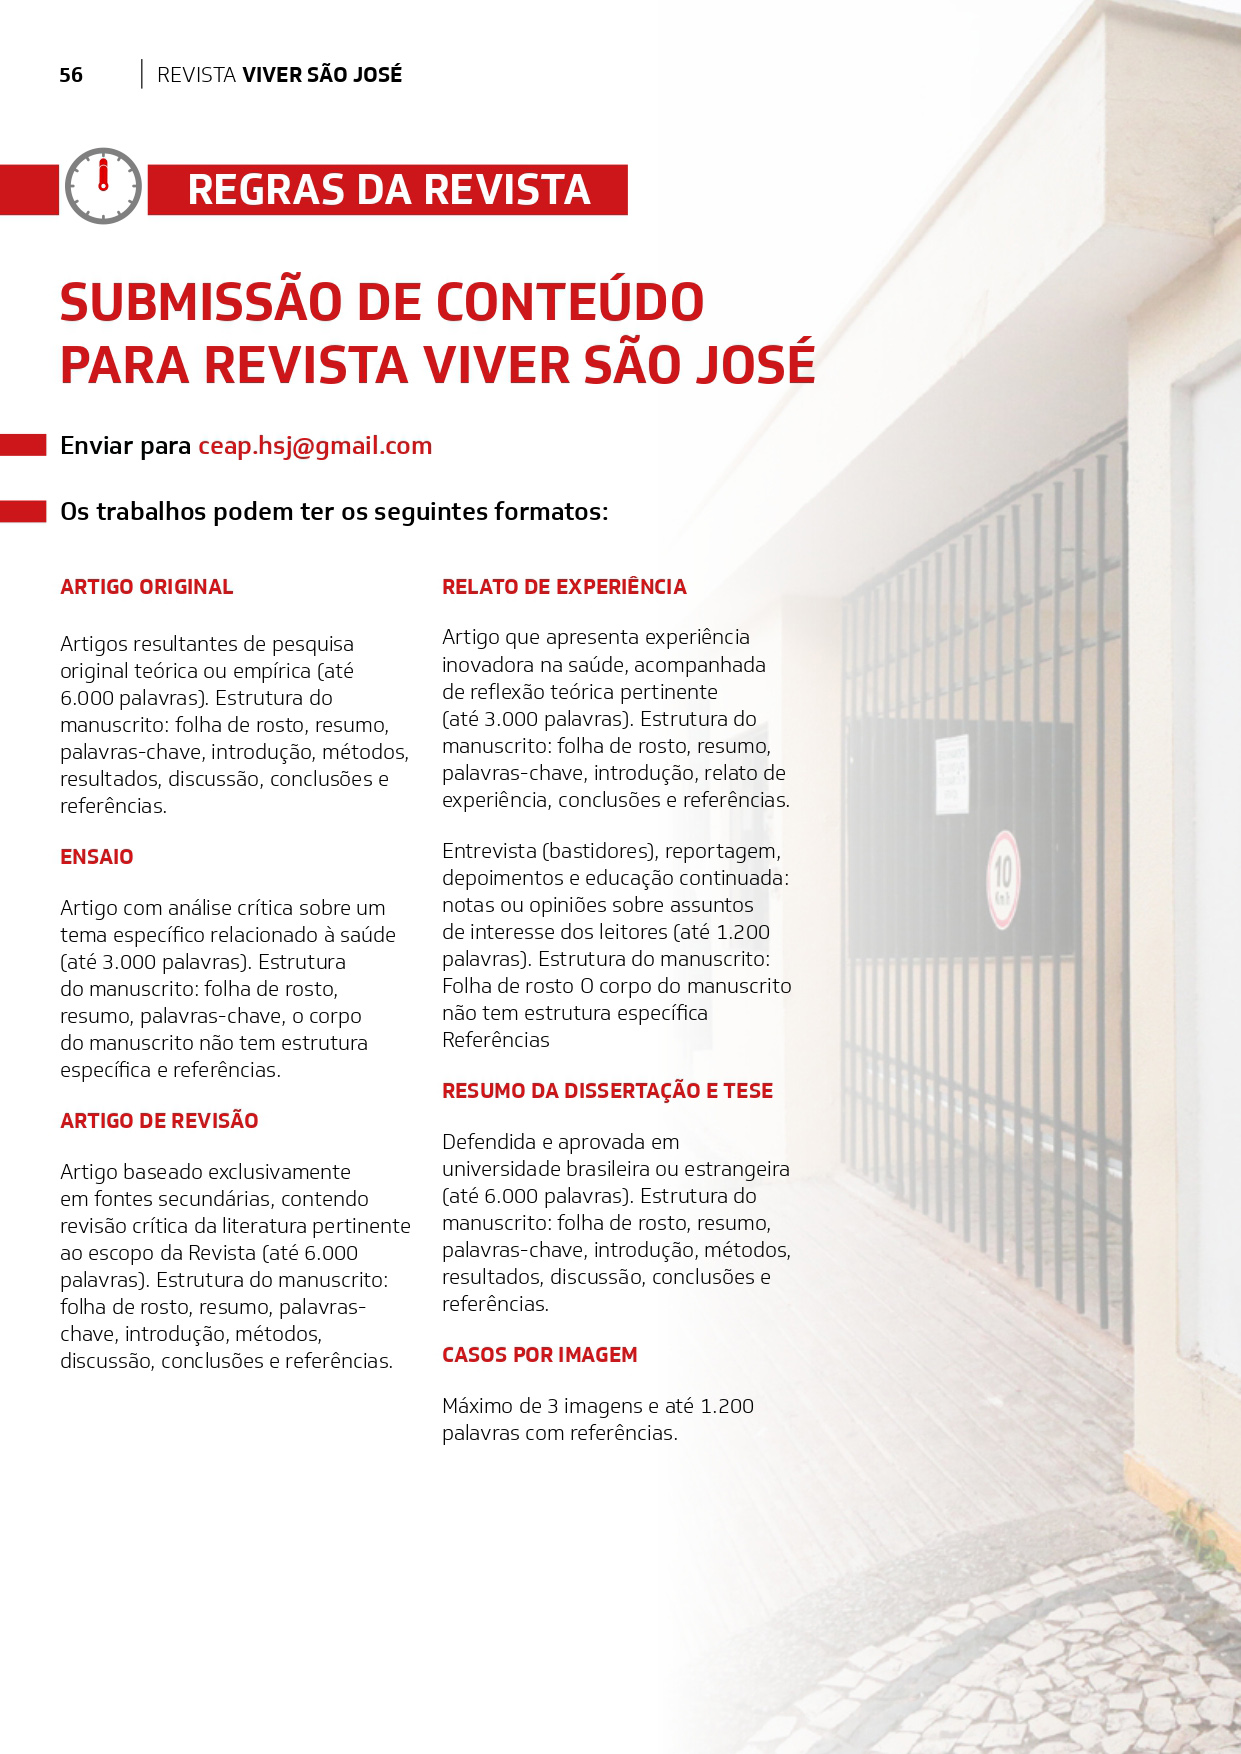 56
REVISTA VIVER SÃO JOSÉ
REGRAS DA REVISTA
SUBMISSÃO DE CONTEÚDO
PARA REVISTA VIVER SÃO JOSÉ
Enviar para ceap.hsj@gmail.com
Os trabalhos podem ter os seguintes formatos:
ARTIGO ORIGINAL
Artigos resultantes de pesquisa
original teórica ou empírica (até
6.000 palavras). Estrutura do
manuscrito: folha de rosto, resumo,
palavras-chave, introdução, métodos,
resultados, discussão, conclusões e
referências.
ENSAIO
Artigo com análise crítica sobre um
tema específico relacionado à saúde
(até 3.000 palavras). Estrutura
do manuscrito: folha de rosto,
resumo, palavras-chave, o corpo
do manuscrito não tem estrutura
específica e referências.
ARTIGO DE REVISÃO
Artigo baseado exclusivamente
em fontes secundárias, contendo
revisão crítica da literatura pertinente
ao escopo da Revista (até 6.000
palavras). Estrutura do manuscrito:
folha de rosto, resumo, palavras-
chave, introdução, métodos,
discussão, conclusões e referências.
RELATO DE EXPERIÊNCIA
Artigo que apresenta experiência
inovadora na saúde, acompanhada
de reflexão teórica pertinente
(até 3.000 palavras). Estrutura do
manuscrito: folha de rosto, resumo,
palavras-chave, introdução, relato de
experiência, conclusões e referências.
Entrevista (bastidores), reportagem,
depoimentos e educação continuada:
notas ou opiniões sobre assuntos
de interesse dos leitores (até 1.200
palavras). Estrutura do manuscrito:
Folha de rosto O corpo do manuscrito
não tem estrutura específica
Referências
RESUMO DA DISSERTAÇÃO E TESE
Defendida e aprovada em
universidade brasileira ou estrangeira
(até 6.000 palavras). Estrutura do
manuscrito: folha de rosto, resumo,
palavras-chave, introdução, métodos,
resultados, discussão, conclusões e
referências.
CASOS POR IMAGEM
Máximo de 3 imagens e até 1.200
palavras com referências.
10